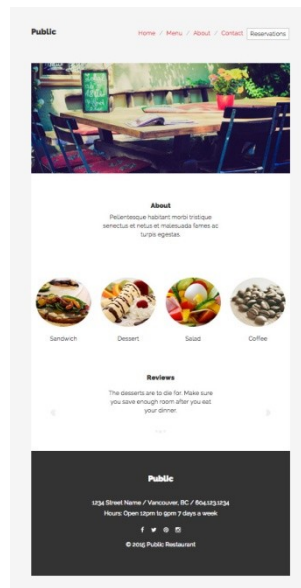 Public
Home / Menu / About / Contact Reservations
About
Pellentesque habitant morbi tristique
senectus et netus et malesuada fames ac
turpis egestas.
Sandwich Dessert Salad Coffee
Reviews
The desserts are to die for. Make sure
you save enough room after you eat
your dinner.
Public
1234 Street Name / Vancouver, BC / 604.123.1234
Hours: Open 12pm to 9pm 7 days a week
© 2015 Public Restaurant